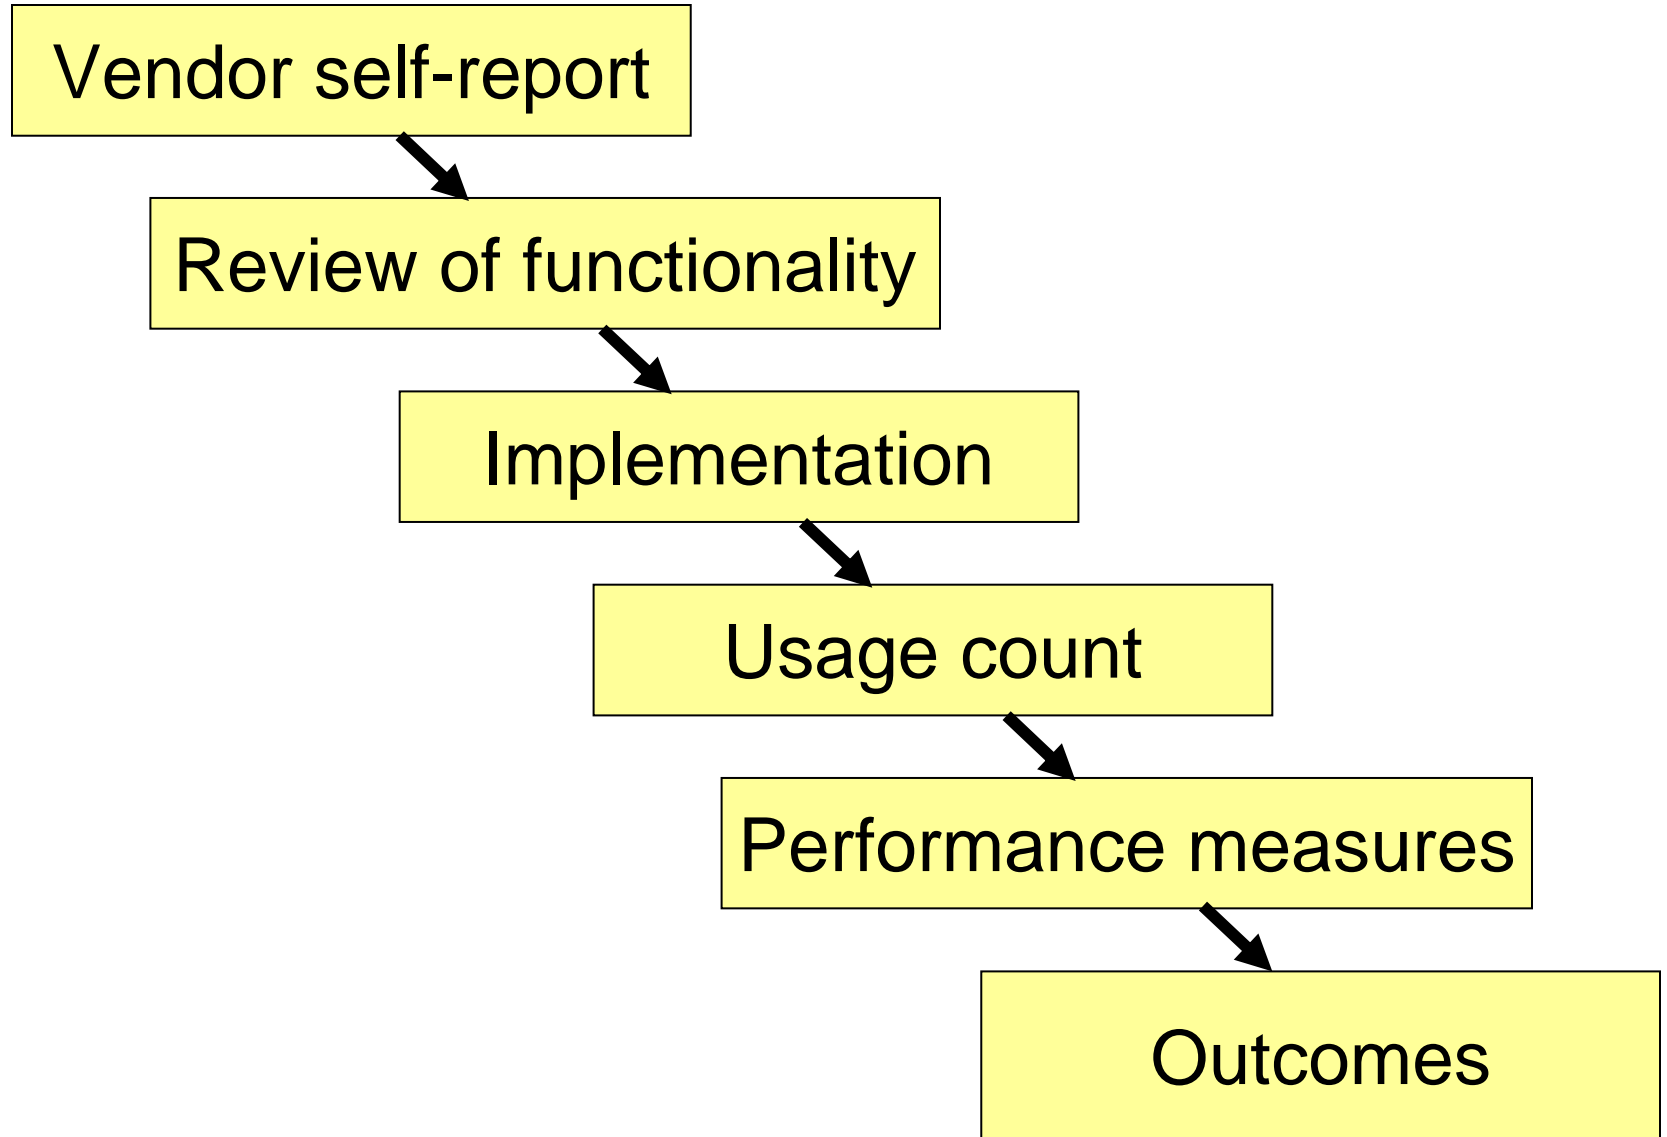 Vendor self-report
Review of functionality
Implementation
Usage count
Performance measures
Outcomes